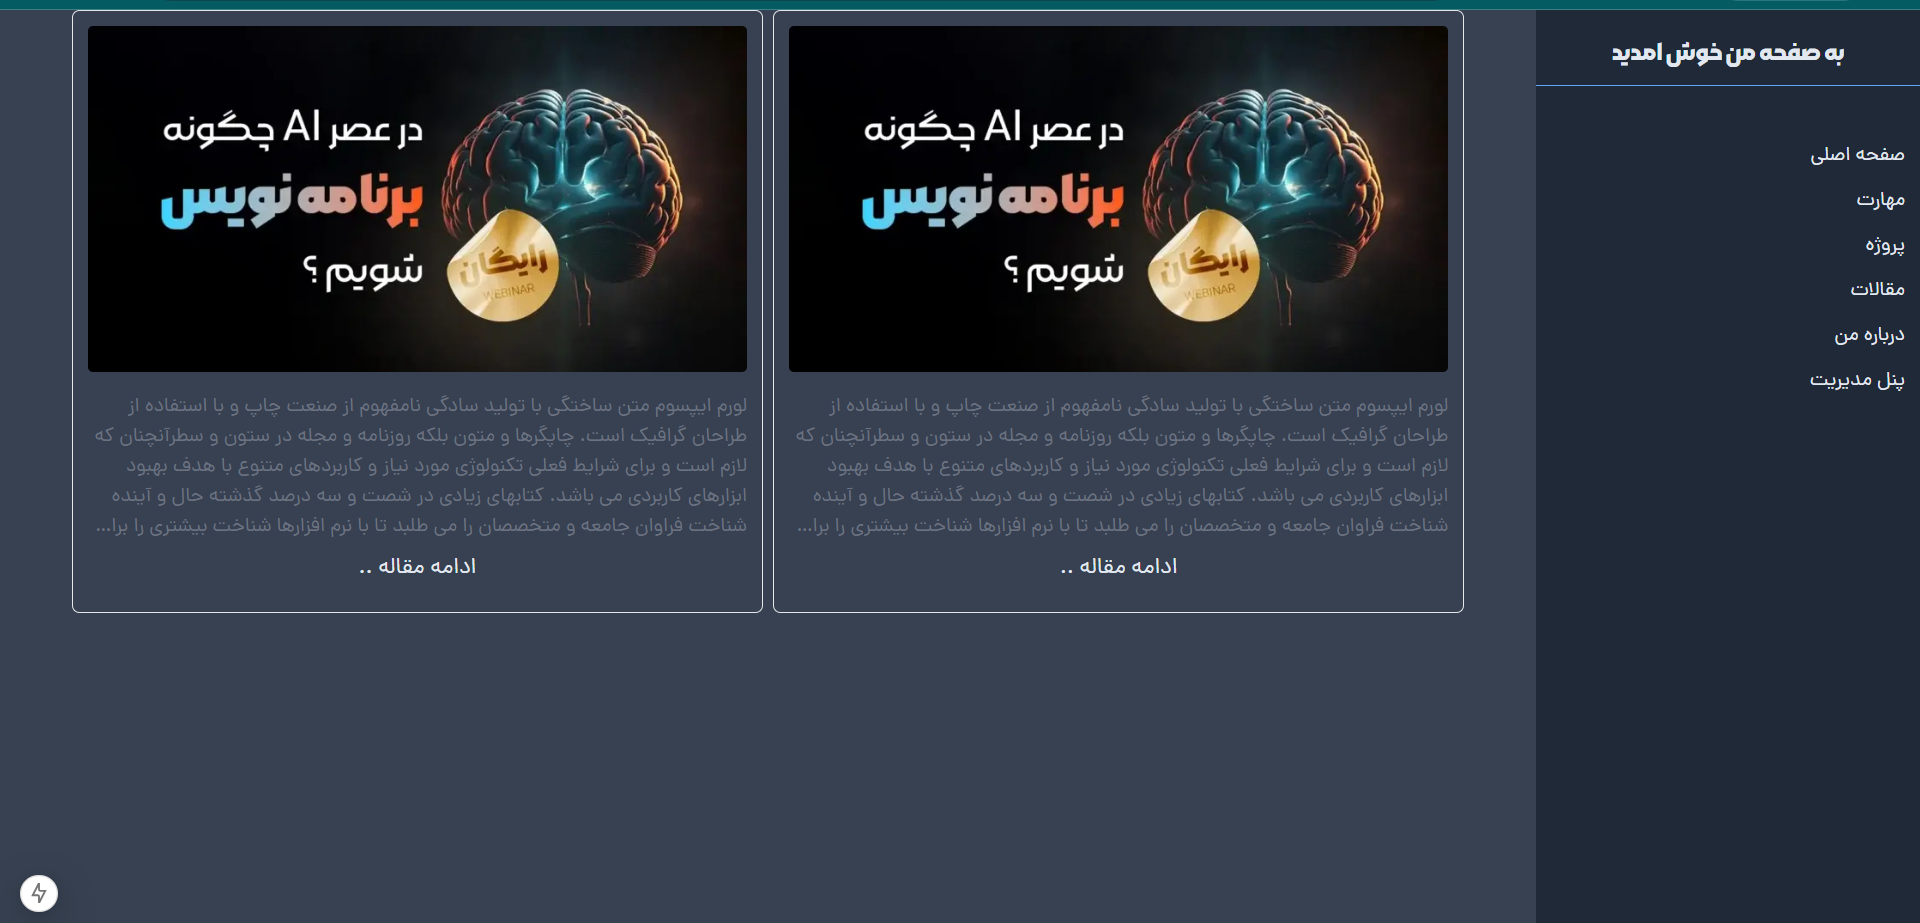 به صفحه من خوش امدید
صفحه اصلی
مهارت
پروژه
مقالات
درباره من
پنل مدیریت
در عصر AI چگونه
برنامه نویس
شویم ؟
رایگان
WEBINAR
لورم ایپسوم متن ساختگی با تولید سادگی نامفهوم از صنعت چاپ و با استفاده از
طراحان گرافیک است. چاپگرها و متون بلکه روزنامه و مجله در ستون و سطرآنچنان که
لازم است و برای شرایط فعلی تکنولوژی مورد نیاز و کاربردهای متنوع با هدف بهبود
ابزارهای کاربردی می باشد. کتابهای زیادی در شصت و سه درصد گذشته حال و آینده
شناخت فراوان جامعه و متخصصان را می طلبد تا با نرم افزارها شناخت بیشتری را برا...
ادامه مقاله ..
در عصر AI چگونه
برنامه نویس
شویم ؟
رایگان
WEBINAR
لورم ایپسوم متن ساختگی با تولید سادگی نامفهوم از صنعت چاپ و با استفاده از
طراحان گرافیک است. چاپگرها و متون بلکه روزنامه و مجله در ستون و سطرآنچنان که
لازم است و برای شرایط فعلی تکنولوژی مورد نیاز و کاربردهای متنوع با هدف بهبود
ابزارهای کاربردی می باشد. کتابهای زیادی در شصت و سه درصد گذشته حال و آینده
شناخت فراوان جامعه و متخصصان را می طلبد تا با نرم افزارها شناخت بیشتری را برا...
ادامه مقاله ..